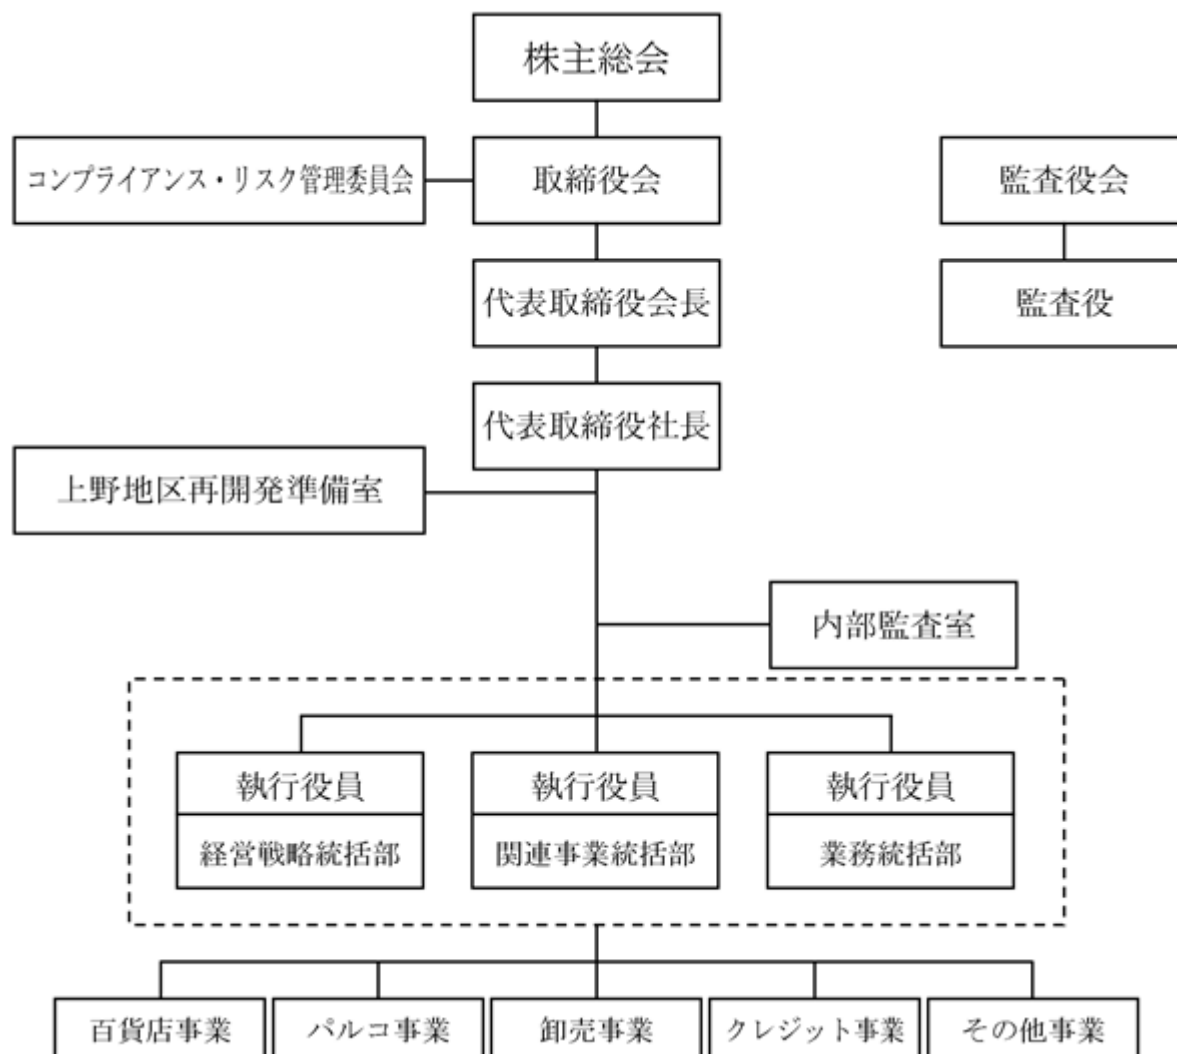 株主総会
コンプライアンス・リスク管理委員会
取締役会
監査役会
代表取締役会長
監査役
代表取締役社長
上野地区再開発準備室
内部監査室
執行役員
経営戦略統括部
執行役員
関連事業統括部
執行役員
業務統括部
百貨店事業
パルコ事業
卸売事業
クレジット事業
その他事業